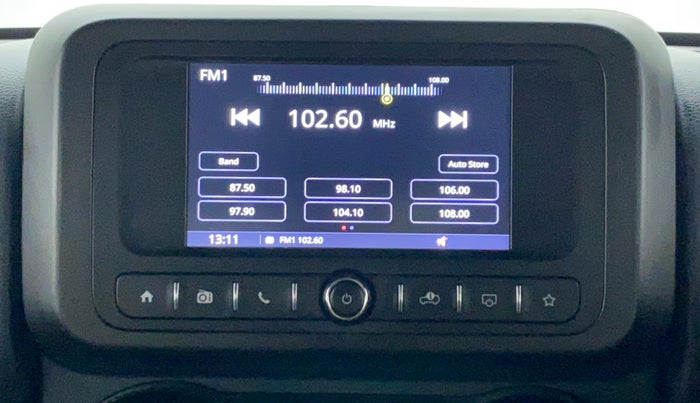 FM1
87.50 108.00
102.60 MHz
Band Auto Store
87.50 98.10 106.00
97.90 104.10 108.00
13:11 FM1 102.60